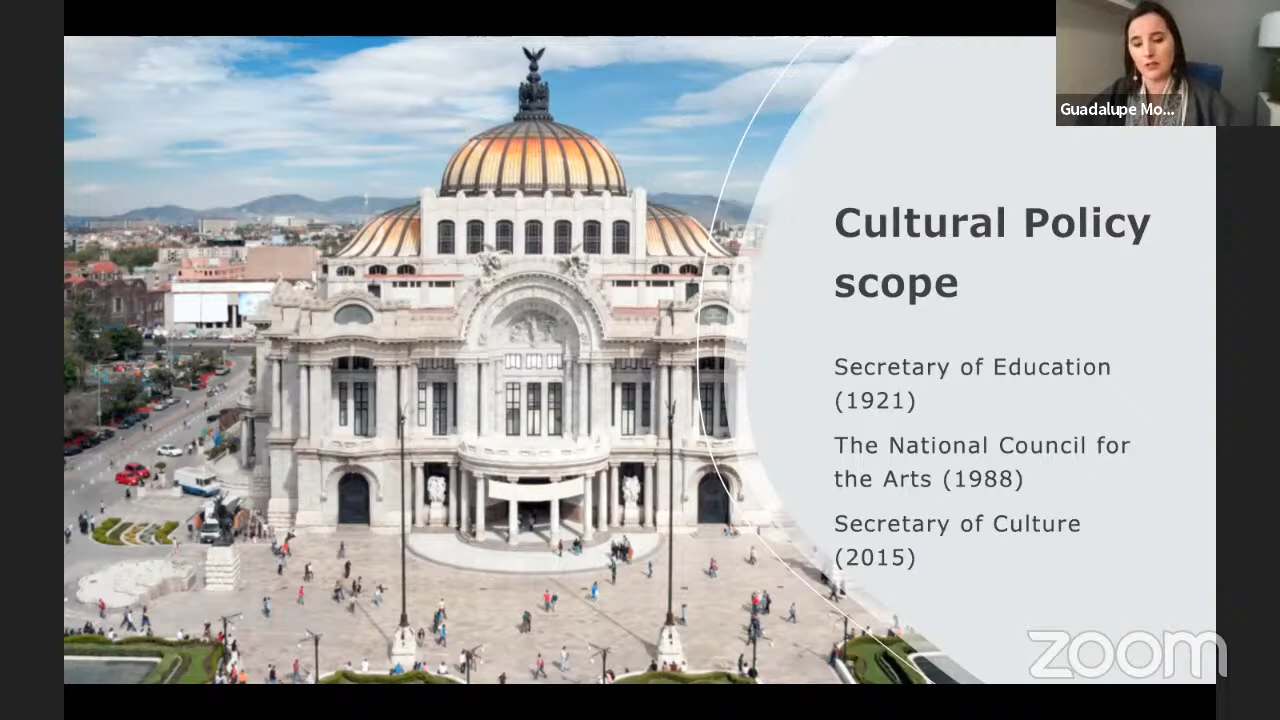 Guadalupe Mo...
Cultural Policy
scope
Secretary of Education
(1921)
The National Council for
the Arts (1988)
Secretary of Culture
(2015)
zoom